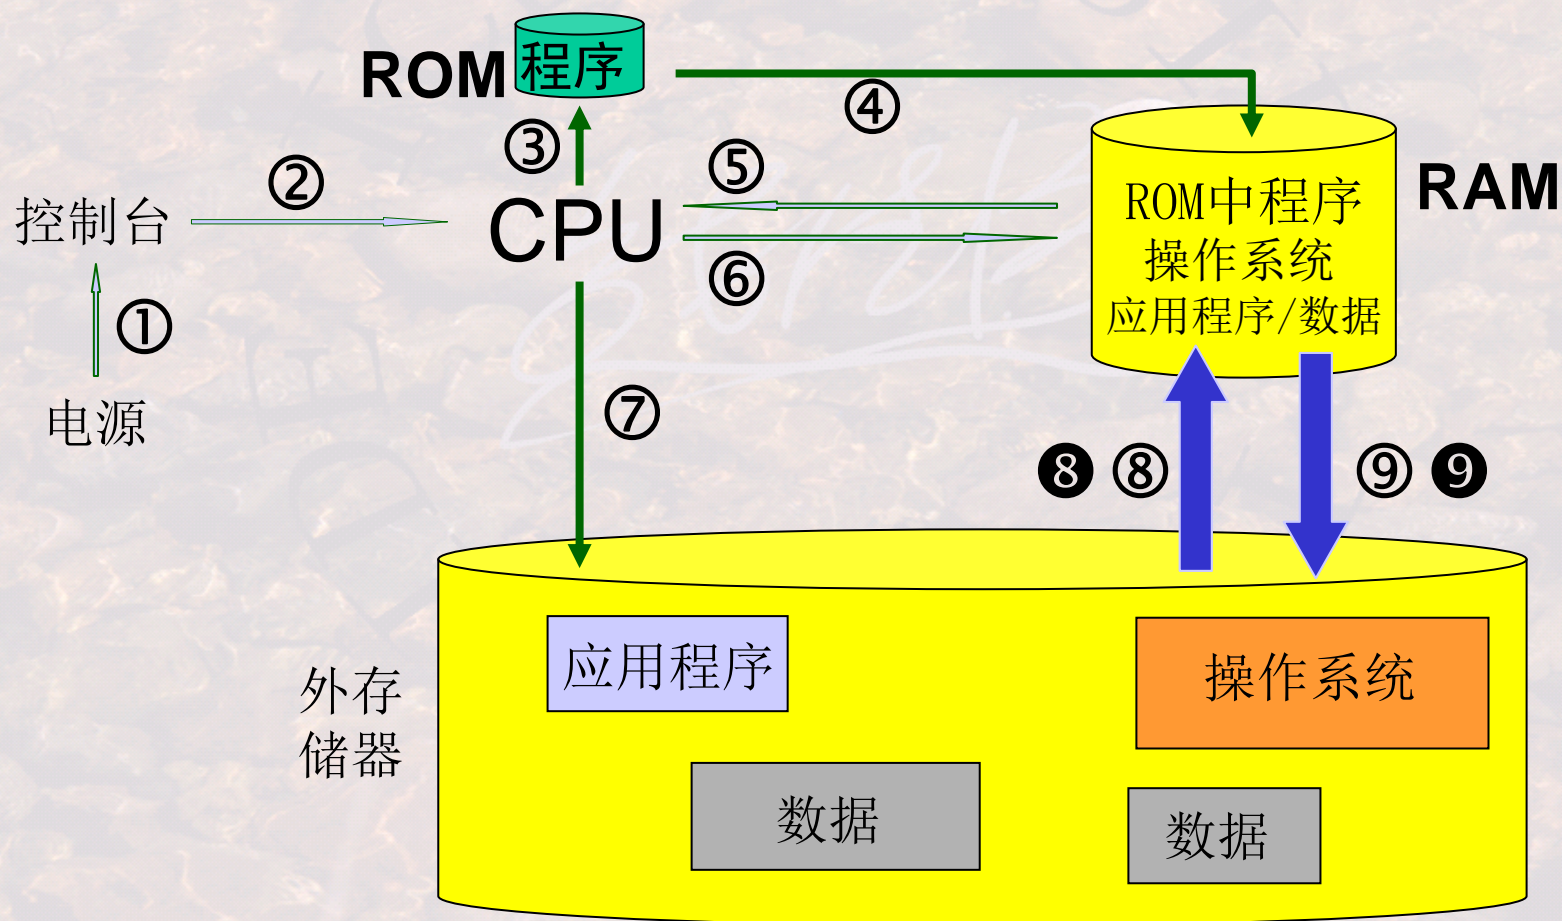 ROM
程序
④
③
②
⑤
控制台
CPU
ROM中程序
RAM
操作系统
⑥
应用程序/数据
①
电源
⑦
❽ ⑧
⑨ ❾
应用程序
操作系统
外存
储器
数据
数据